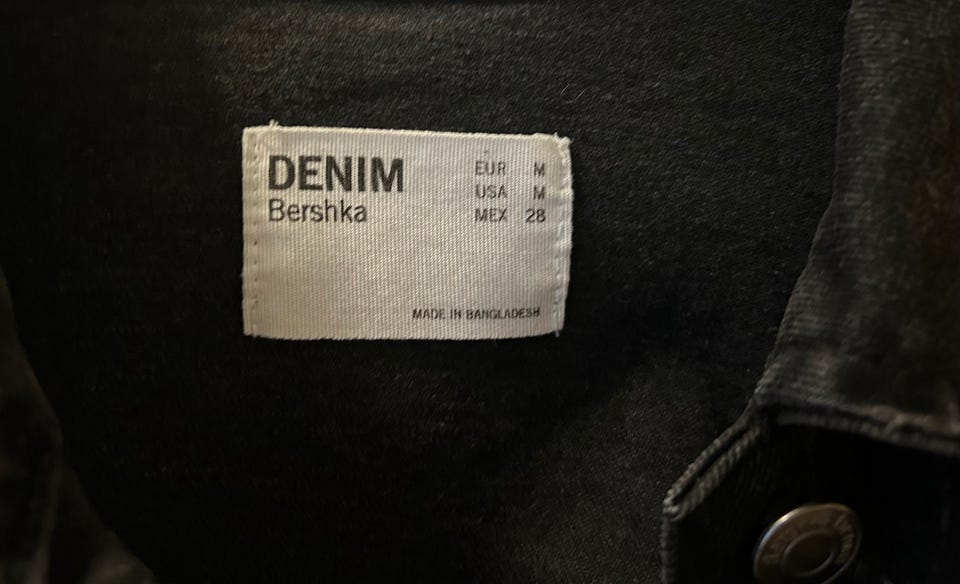 DENIM
Bershka
EUR M
USA M
MEX 28
MADE IN BANGLADESH